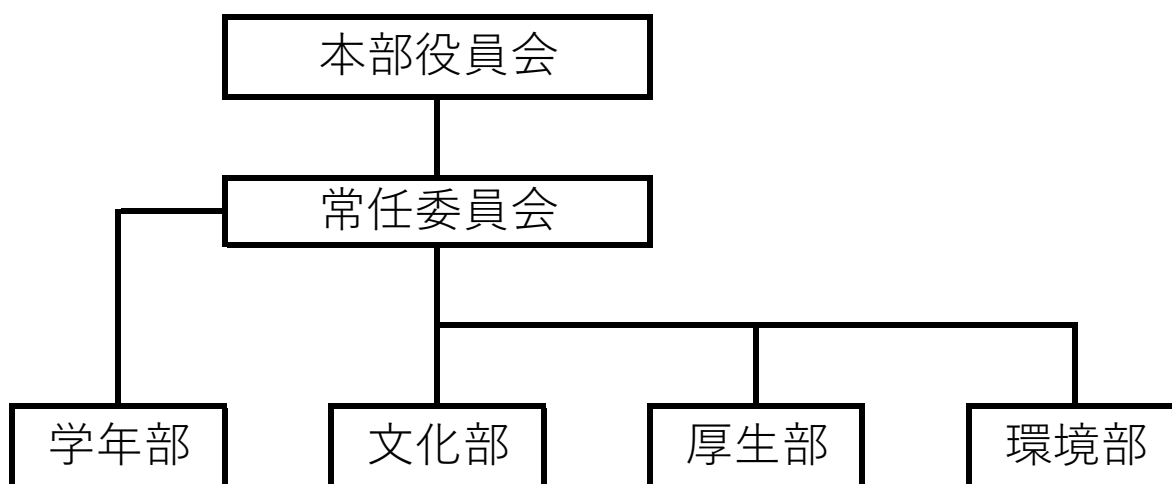 本部役員会
常任委員会
学年部 文化部 厚生部 環境部